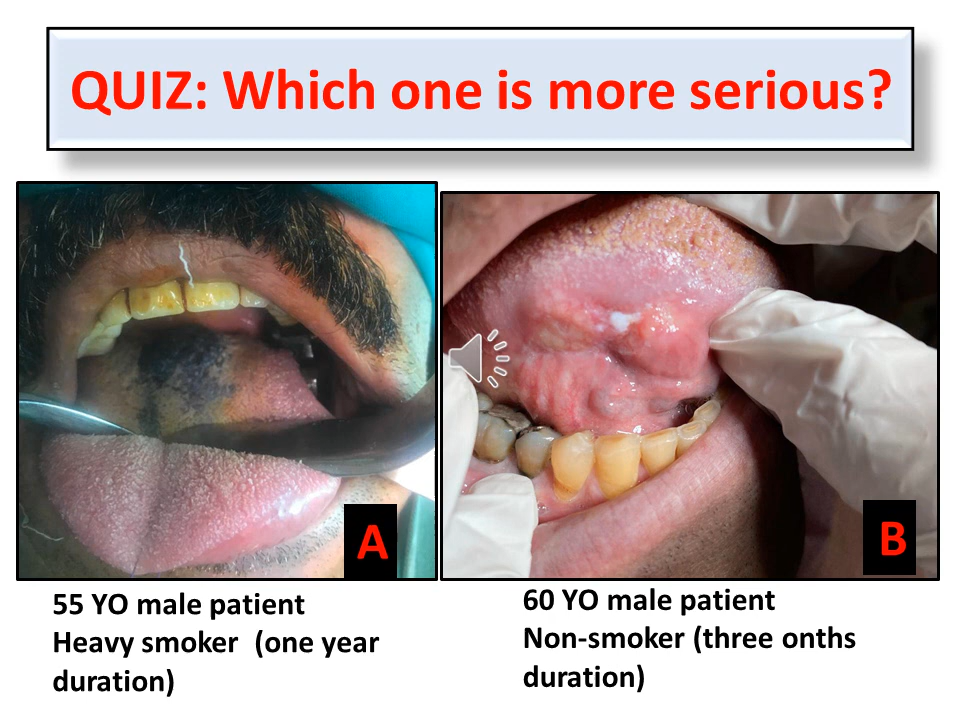 QUIZ: Which one is more serious?
A
B
55 YO male patient
Heavy smoker (one year
duration)
60 YO male patient
Non-smoker (three onths
duration)